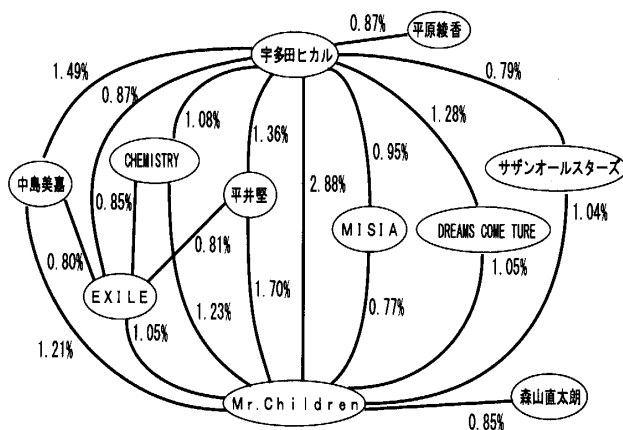 0.87%
平原綾香
宇多田ヒカル
1.49%
0.87%
0.79%
1.08%
1.36%
1.28%
CHEMISTRY
0.95%
サザンオールスターズ
中島美嘉
平井堅
2.88%
0.85%
1.04%
MISIA
DREAMS COME TURE
0.81%
0.80%
EXILE
1.70%
1.05%
0.77%
1.23%
1.05%
1.21%
Mr.Children
森山直太朗
0.85%